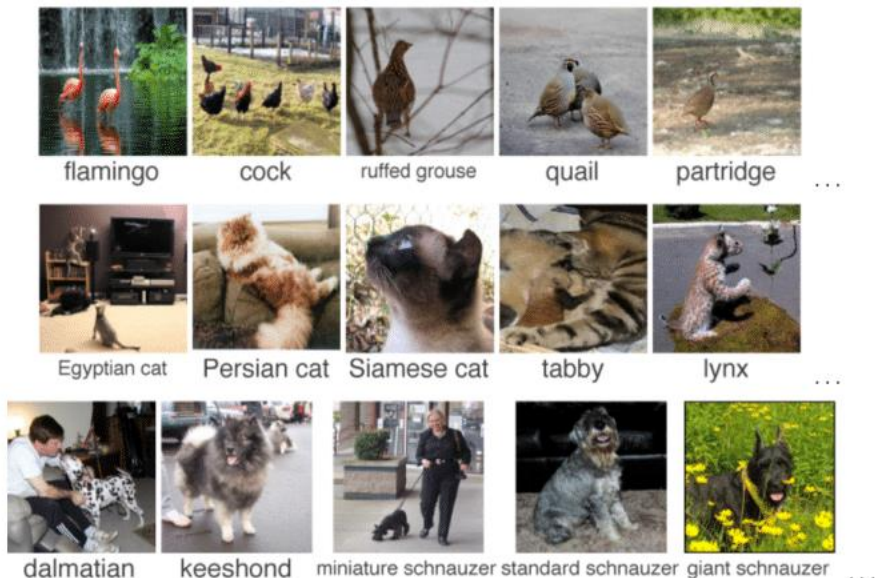 flamingo cock ruffed grouse quail partridge ...
Egyptian cat Persian cat Siamese cat tabby lynx ...
dalmatian keeshond miniature schnauzer standard schnauzer giant schnauzer ...